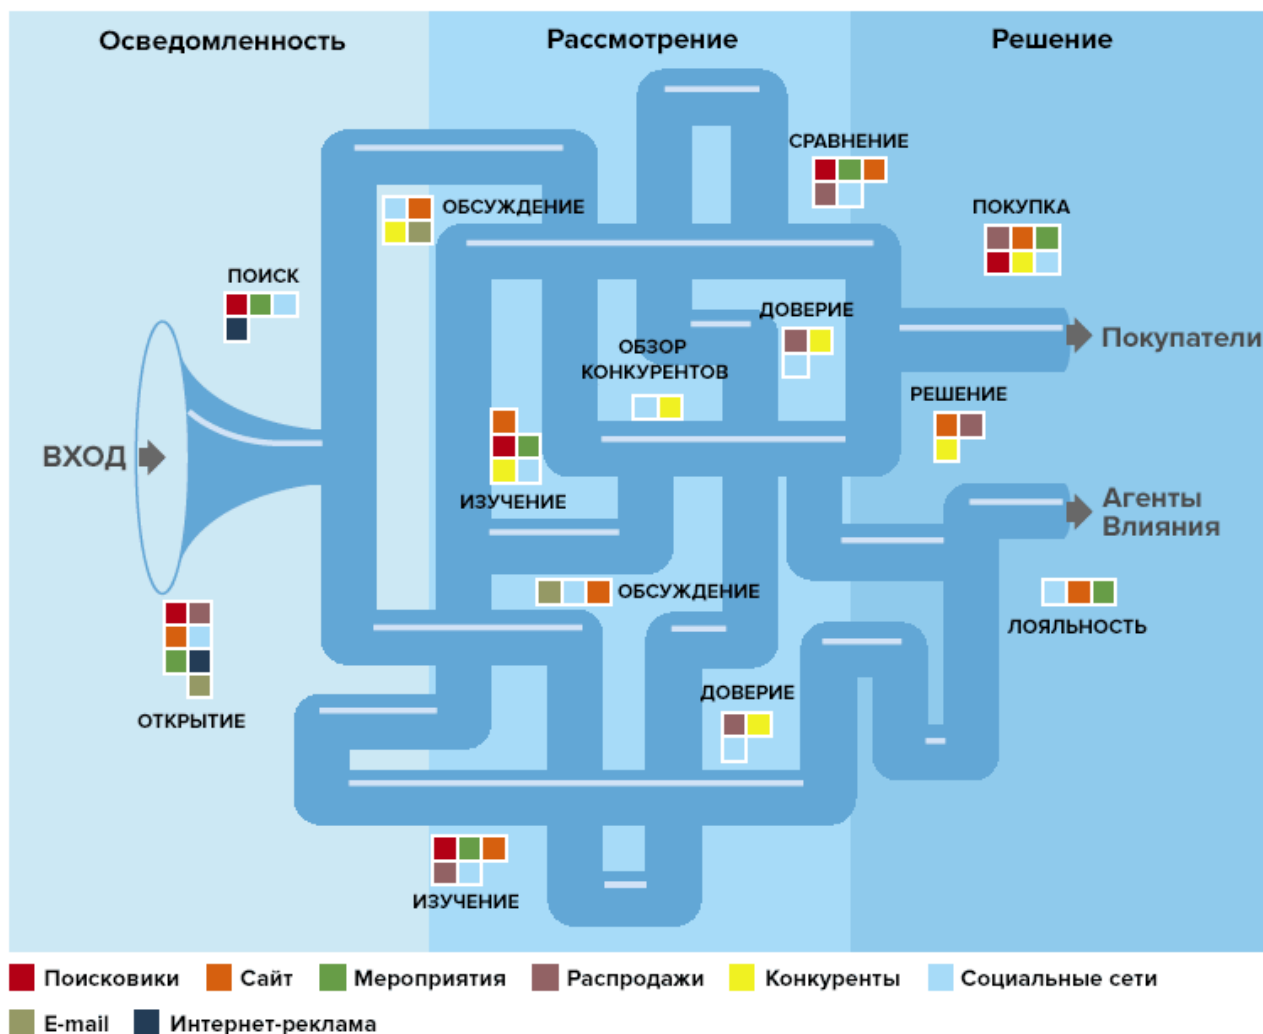 Осведомленность
Рассмотрение
Решение
СРАВНЕНИЕ
ОБСУЖДЕНИЕ
ПОКУПКА
ПОИСК
ДОВЕРИЕ
Покупатели
ОБЗОР
КОНКУРЕНТОВ
РЕШЕНИЕ
ВХОД
ИЗУЧЕНИЕ
Агенты
Влияния
ОБСУЖДЕНИЕ
ЛОЯЛЬНОСТЬ
ДОВЕРИЕ
ОТКРЫТИЕ
ИЗУЧЕНИЕ
Поисковики
Сайт
Мероприятия
Распродажи
Конкуренты
Социальные сети
E-mail
Интернет-реклама